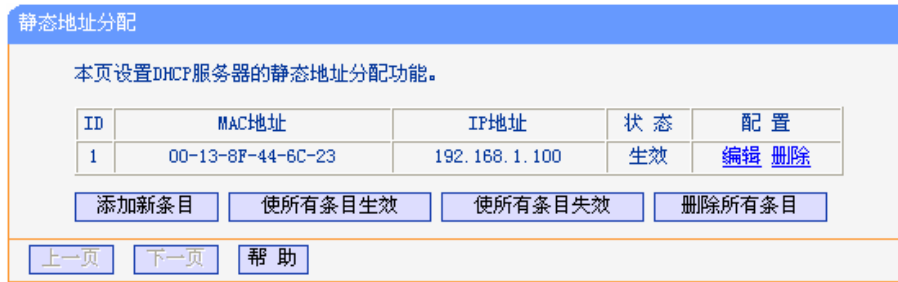 静态地址分配
本页设置DHCP服务器的静态地址分配功能。
ID MAC地址 IP地址 状 态 配 置
1 00-13-8F-44-6C-23 192.168.1.100 生效 编辑 删除
添加新条目 使所有条目生效 使所有条目失效 删除所有条目
上一页 下一页 帮 助